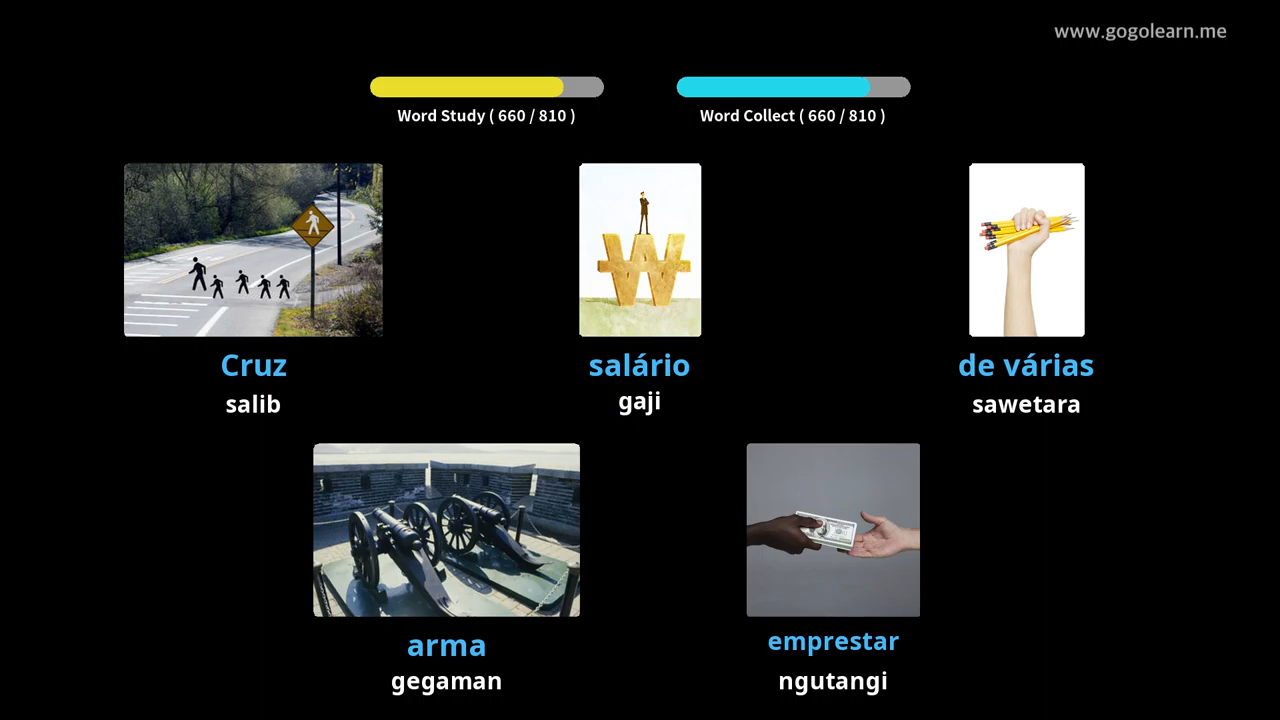 www.gogolearn.me
Word Study ( 660 / 810 )
Word Collect ( 660 / 810 )
Cruz
salib
salário
gaji
de várias
sawetara
arma
gegaman
emprestar
ngutangi